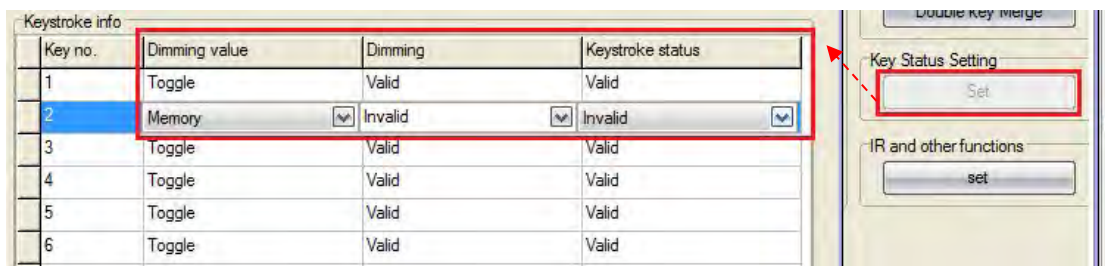 Keystroke info
Key no. Dimming value Dimming Keystroke status
1 Toggle Valid Valid
2 Memory Invalid Invalid
3 Toggle Valid Valid
4 Toggle Valid Valid
5 Toggle Valid Valid
6 Toggle Valid Valid
Double Key Merge
Key Status Setting
Set
IR and other functions
set